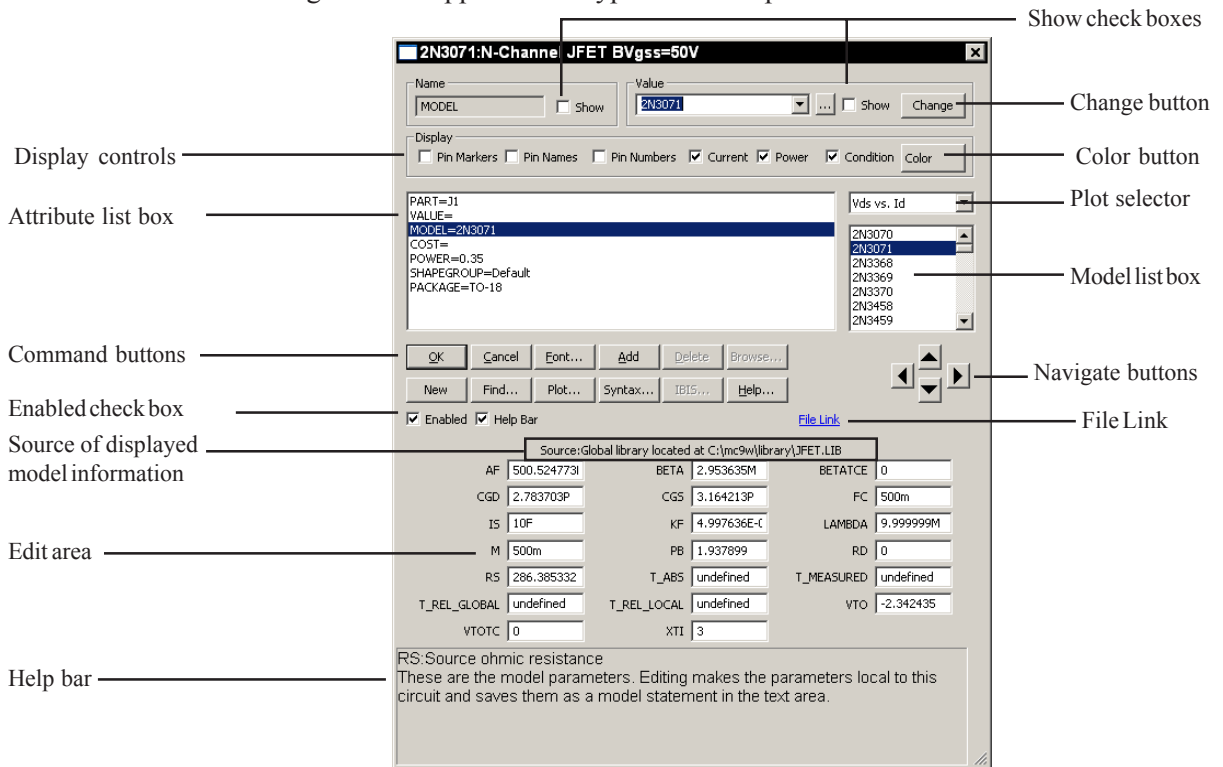 Show check boxes
2N3071:N-Channel JFET BVgss=50V
Name
Value
MODEL
Show
2N3071
...
Show
Change
Change button
Display
Display controls
Pin Markers
Pin Names
Pin Numbers
Current
Power
Condition
Color
Color button
Attribute list box
PART=J1
VALUE=
MODEL=2N3071
COST=
POWER=0.35
SHAPEGROUP=Default
PACKAGE=TO-18
Vds vs. Id
Plot selector
2N3070
2N3071
2N3368
2N3369
2N3370
2N3458
2N3459
Model list box
Command buttons
OK Cancel Font... Add Delete Browse...
New Find... Plot... Syntax... IBIS... Help...
Navigate buttons
Enabled check box
Enabled Help Bar
File Link
File Link
Source of displayed
model information
Source:Global library located at C:\mc9w\library\JFET.LIB
AF 500.524773 BETA 2.953635M BETATCE 0
CGD 2.783703P CGS 3.164213P FC 500m
IS 10F KF 4.997636E-0 LAMBDA 9.999999M
Edit area
M 500m PB 1.937899 RD 0
RS 286.385332 T_ABS undefined T_MEASURED undefined
T_REL_GLOBAL undefined T_REL_LOCAL undefined VTO -2.342435
VTOTC 0 XTI 3
Help bar
RS:Source ohmic resistance
These are the model parameters. Editing makes the parameters local to this
circuit and saves them as a model statement in the text area.